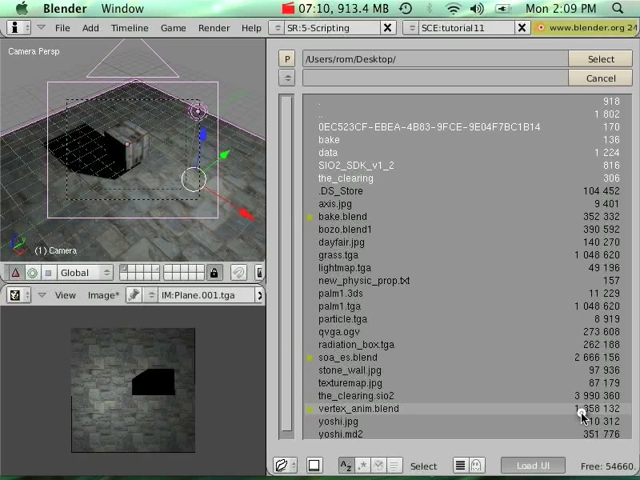 Blender Window 07:10, 913.4 MB Mon 2:09 PM
File Add Timeline Game Render Help SR:5-Scripting SCE:tutorial11 www.blender.org 24
Camera Persp
(1) Camera
Global
View Image* IM:Plane.001.tga
P /Users/rom/Desktop/ Select
Cancel
. 918
.. 1 802
0EC523CF-EBEA-4B83-9FCE-9E04F7BC1B14 170
bake 136
data 1 224
SIO2_SDK_v1_2 816
the_clearing 306
.DS_Store 104 452
axis.jpg 9 401
bake.blend 352 332
bozo.blend1 390 592
dayfair.jpg 140 270
grass.tga 1 048 620
lightmap.tga 49 196
new_physic_prop.txt 157
palm1.3ds 11 229
palm1.tga 1 048 620
particle.tga 8 919
qvga.ogv 273 608
radiation_box.tga 262 188
soa_es.blend 2 666 156
stone_wall.jpg 97 936
texturemap.jpg 87 179
the_clearing.sio2 3 990 360
vertex_anim.blend 132
yoshi.jpg 312
yoshi.md2 351 776
Select Load UI Free: 54660.